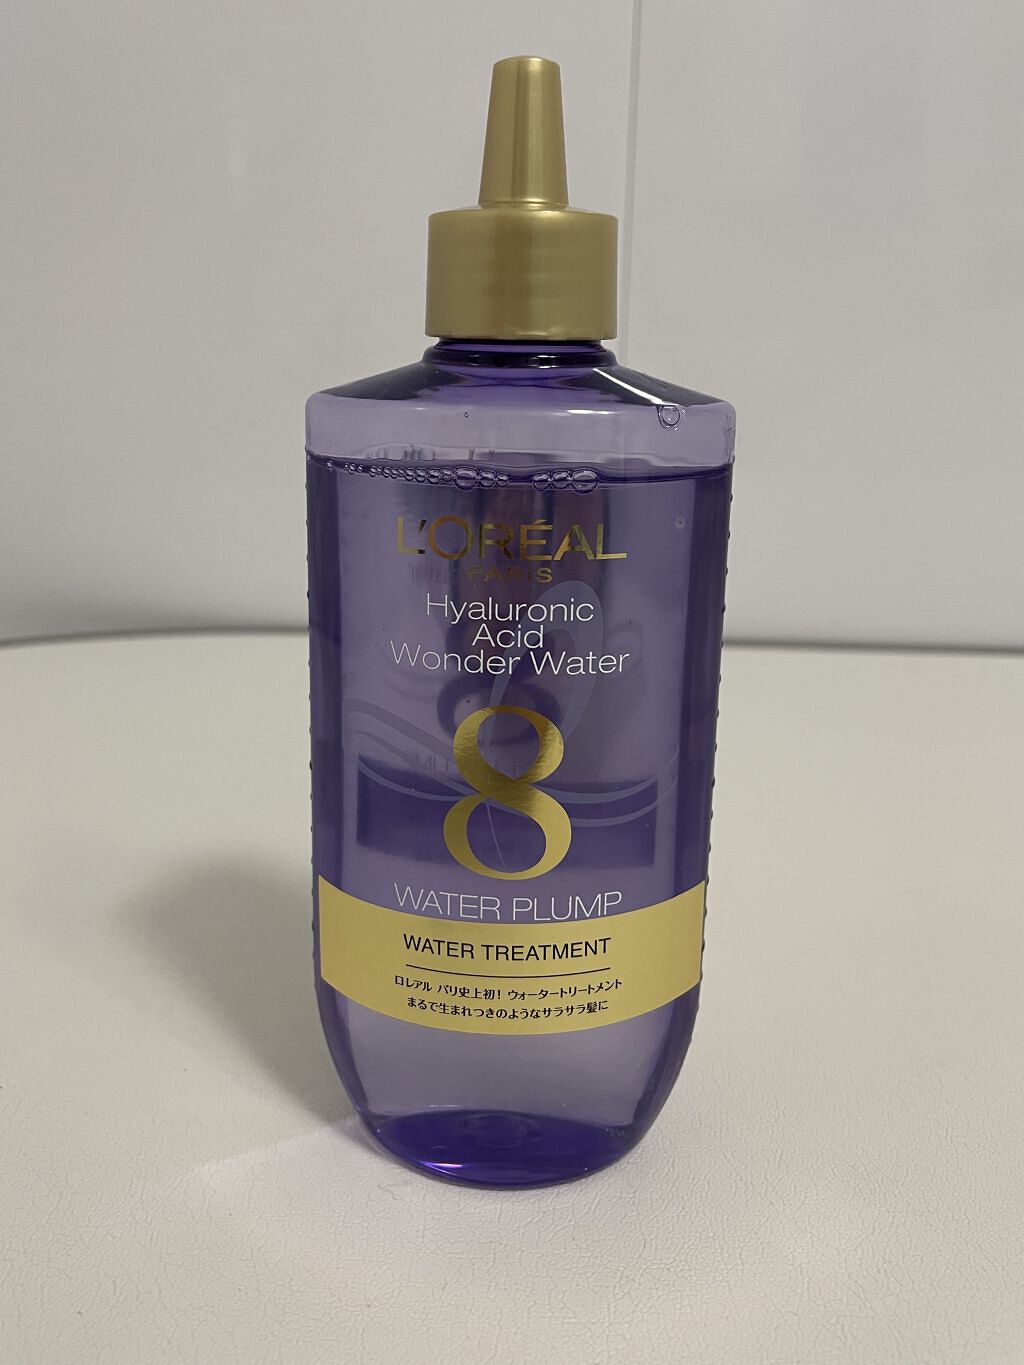 L'ORÉAL
PARIS
Hyaluronic
Acid
Wonder Water
8
WATER PLUMP
WATER TREATMENT
ロレアル パリ史上初! ウォータートリートメント
まるで生まれつきのようなサラサラ髪に